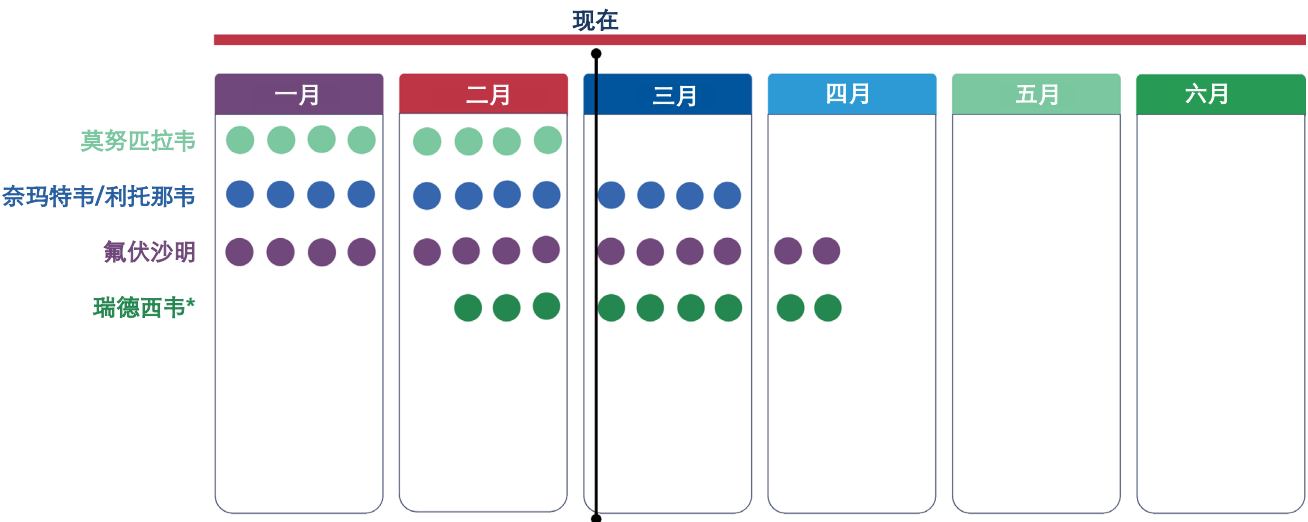 现在
一月
二月
三月
四月
五月
六月
莫努匹拉韦
奈玛特韦/利托那韦
氟伏沙明
瑞德西韦*